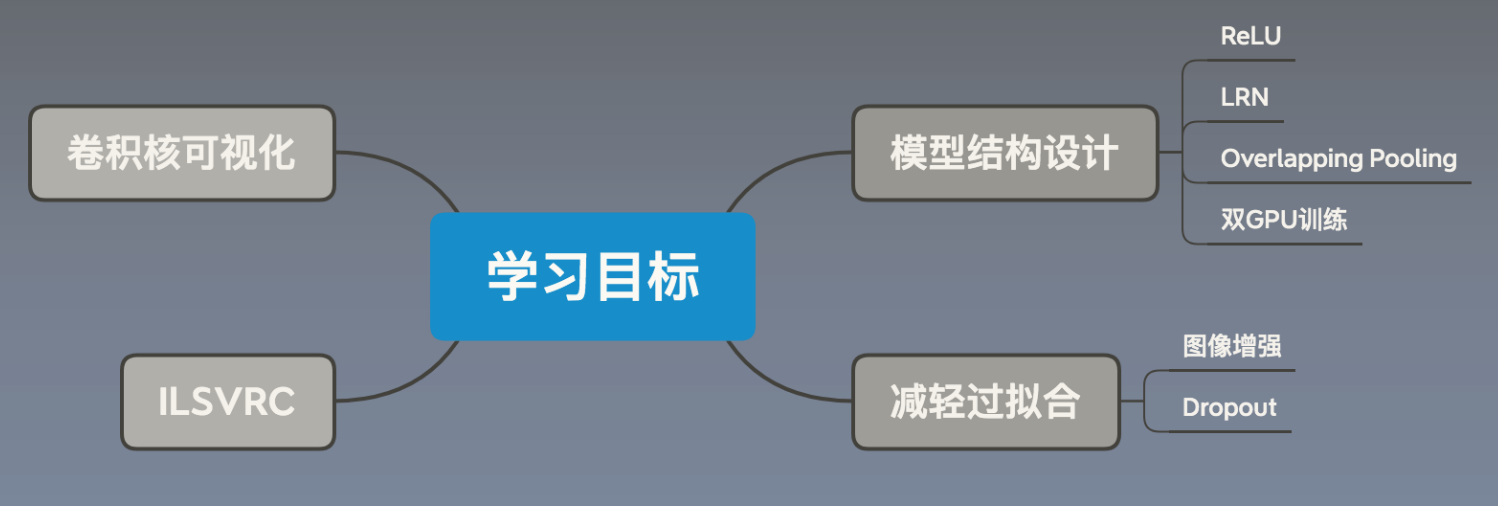 学习目标
模型结构设计
ReLU
LRN
Overlapping Pooling
双GPU训练
减轻过拟合
图像增强
Dropout
卷积核可视化
ILSVRC